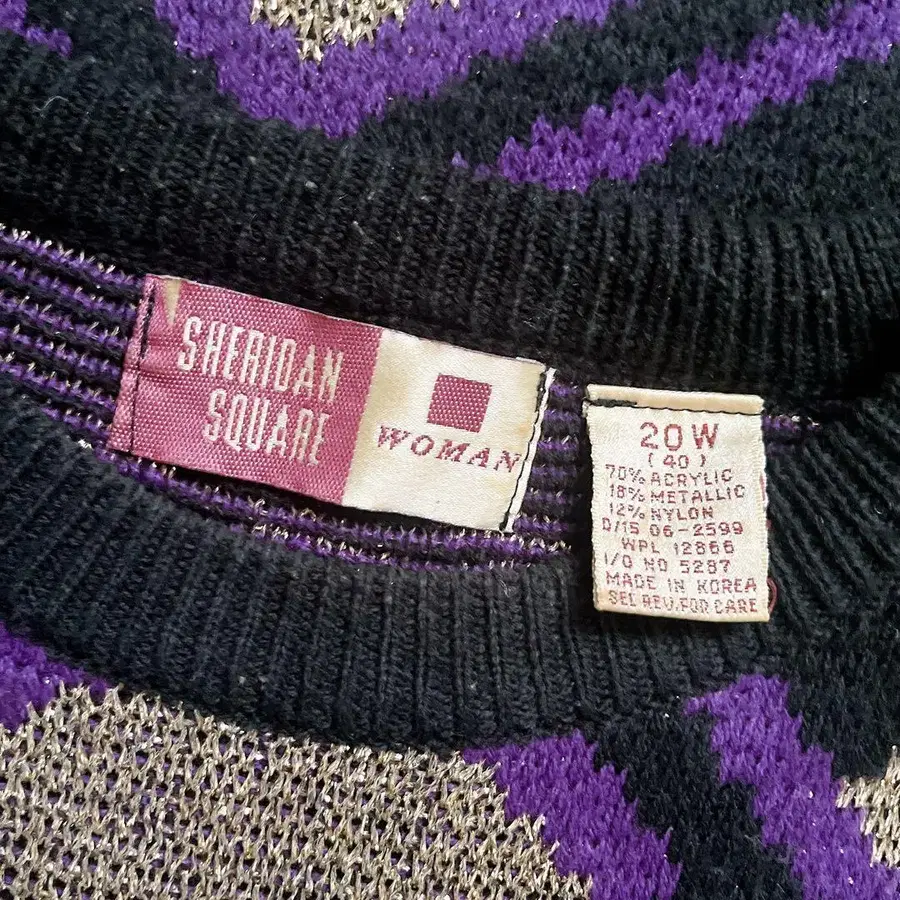 SHERIDAN
SQUARE
WOMAN
20W
(40)
70% ACRYLIC
18% METALLIC
12% NYLON
D/15 06-2599
WPL 12866
I/O NO 5287
MADE IN KOREA
SEE REV.FOR CARE